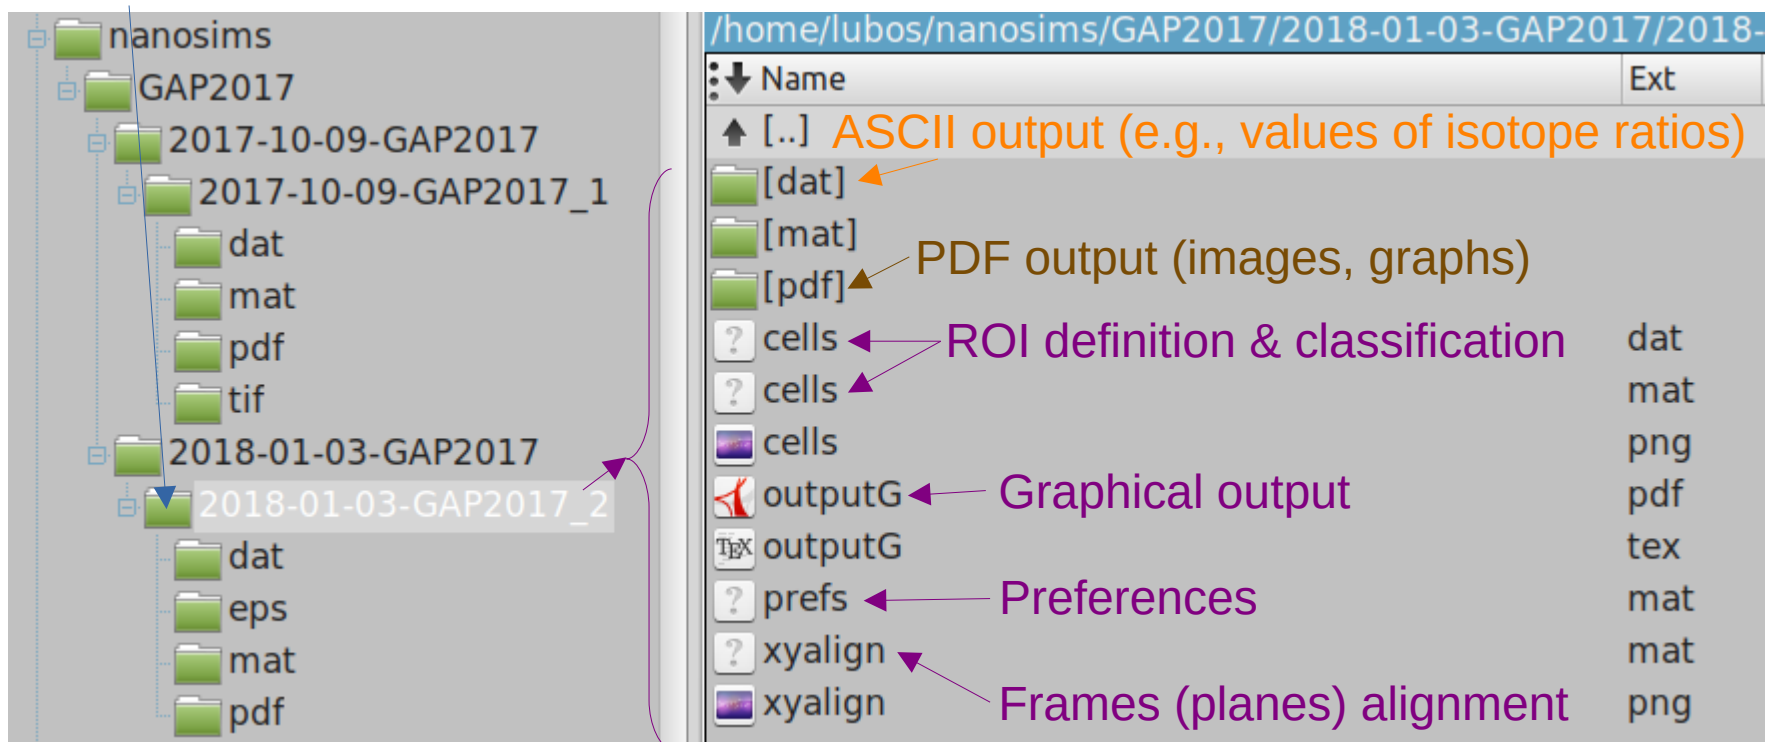 nanosims
GAP2017
2017-10-09-GAP2017
2017-10-09-GAP2017_1
dat
mat
pdf
tif
2018-01-03-GAP2017
2018-01-03-GAP2017_2
dat
eps
mat
pdf
/home/lubos/nanosims/GAP2017/2018-01-03-GAP2017/2018-
Name Ext
[..] ASCII output (e.g., values of isotope ratios)
[dat]
[mat]
PDF output (images, graphs)
[pdf]
cells ROI definition & classification dat
cells mat
cells png
outputG Graphical output pdf
TEX outputG tex
prefs Preferences mat
xyalign mat
xyalign Frames (planes) alignment png